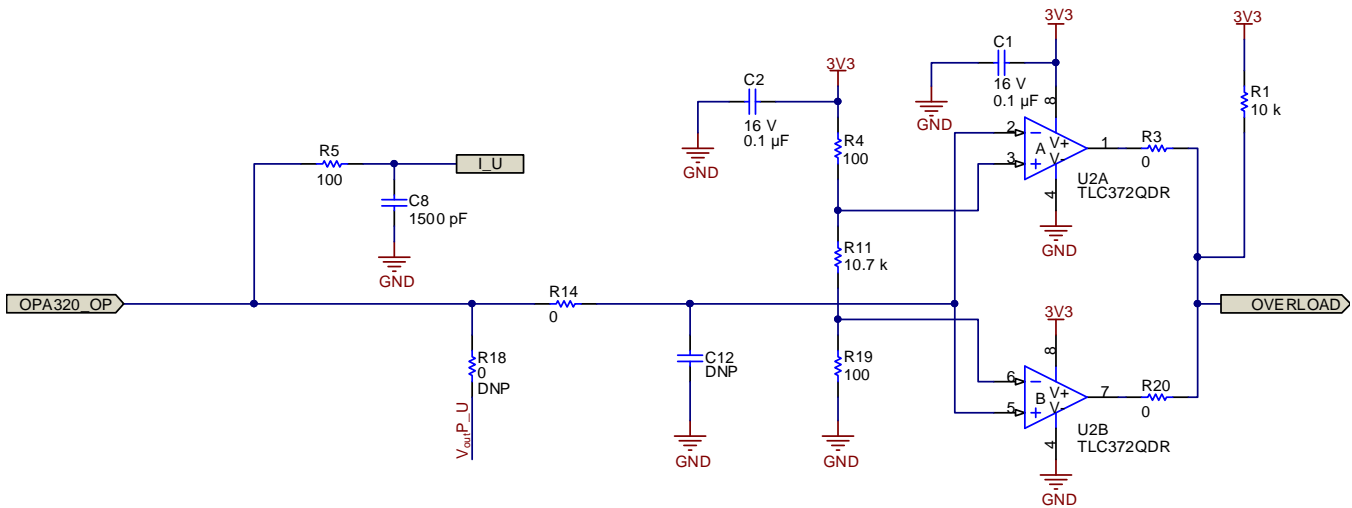 3V3
3V3
C1
16 V
0.1 µF
GND
3V3
C2
16 V
0.1 µF
GND
R1
10 k
R4
100
8
2
3
A
V+
V-
1
R3
0
4
U2A
TLC372QDR
GND
R5
100
I_U
C8
1500 pF
GND
R11
10.7 k
OPA320_OP
R14
0
OVERLOAD
3V3
R18
0
DNP
VoutP_U
C12
DNP
GND
R19
100
GND
8
6
5
B
V+
V-
7
R20
0
4
U2B
TLC372QDR
GND